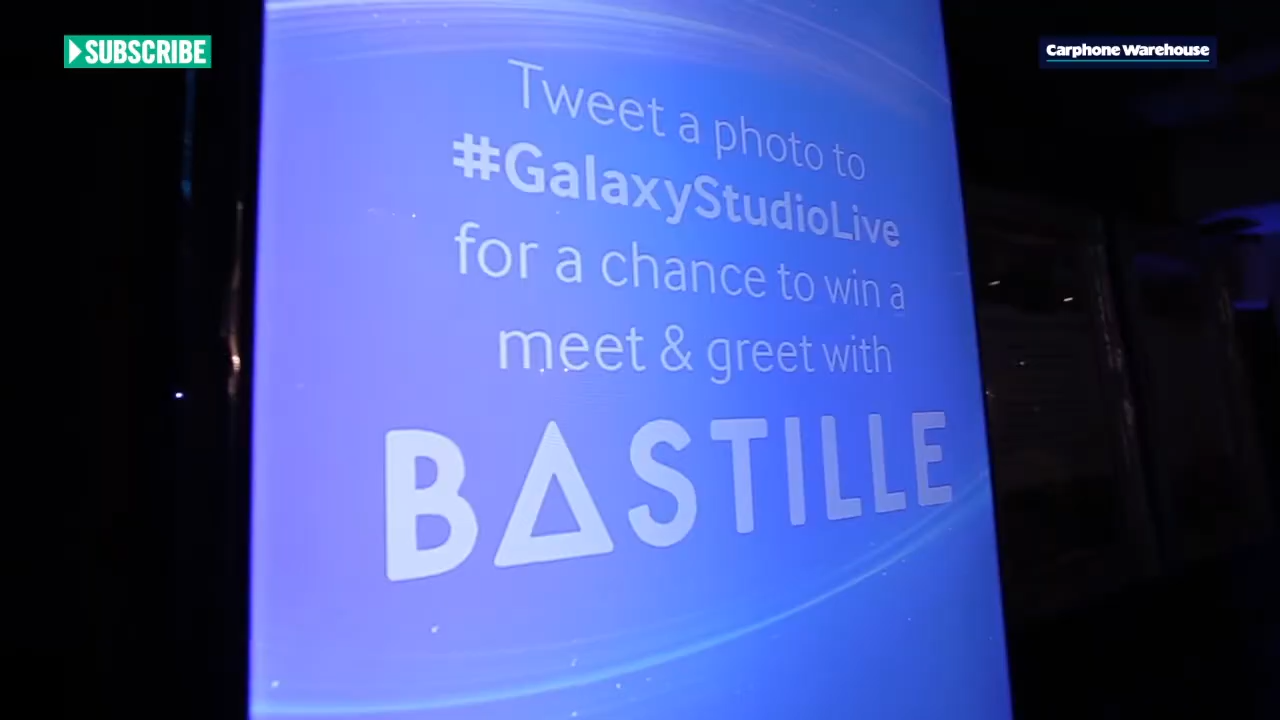 SUBSCRIBE
Carphone Warehouse
Tweet a photo to
#GalaxyStudioLive
for a chance to win a
meet & greet with
BASTILLE